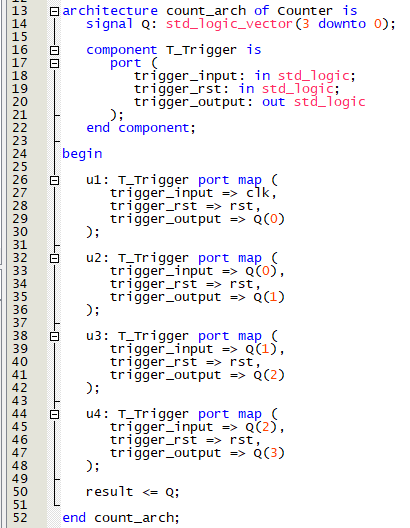 13 architecture count_arch of Counter is
14 signal Q: std_logic_vector(3 downto 0);
15
16 component T_Trigger is
17 port (
18 trigger_input: in std_logic;
19 trigger_rst: in std_logic;
20 trigger_output: out std_logic
21 );
22 end component;
23
24 begin
25
26 u1: T_Trigger port map (
27 trigger_input => clk,
28 trigger_rst => rst,
29 trigger_output => Q(0)
30 );
31
32 u2: T_Trigger port map (
33 trigger_input => Q(0),
34 trigger_rst => rst,
35 trigger_output => Q(1)
36 );
37
38 u3: T_Trigger port map (
39 trigger_input => Q(1),
40 trigger_rst => rst,
41 trigger_output => Q(2)
42 );
43
44 u4: T_Trigger port map (
45 trigger_input => Q(2),
46 trigger_rst => rst,
47 trigger_output => Q(3)
48 );
49
50 result <= Q;
51
52 end count_arch;